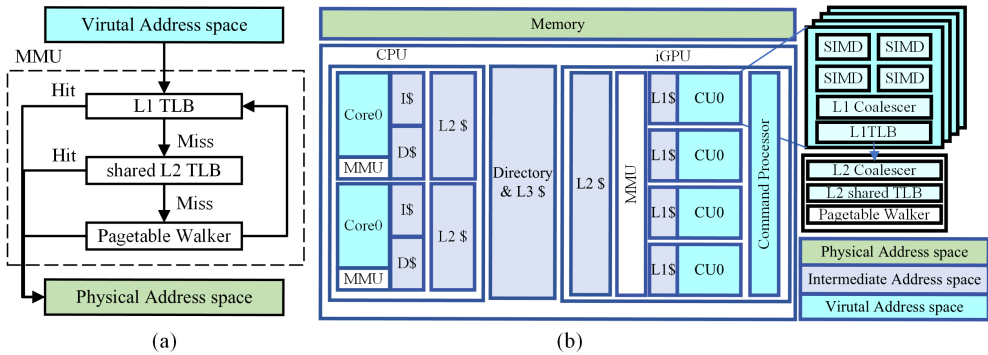 (a)
Virutal Address space
MMU
Hit
L1 TLB
Miss
Hit
shared L2 TLB
Miss
Pagetable Walker
Physical Address space
(b)
Memory
CPU
Core0
I$
D$
L2 $
MMU
Core0
I$
D$
L2 $
MMU
Directory
& L3 $
iGPU
L2 $
MMU
L1$
CU0
L1$
CU0
L1$
CU0
L1$
CU0
Command Processor
SIMD
SIMD
SIMD
SIMD
L1 Coalescer
L1TLB
L2 Coalescer
L2 shared TLB
Pagetable Walker
Physical Address space
Intermediate Address space
Virutal Address space